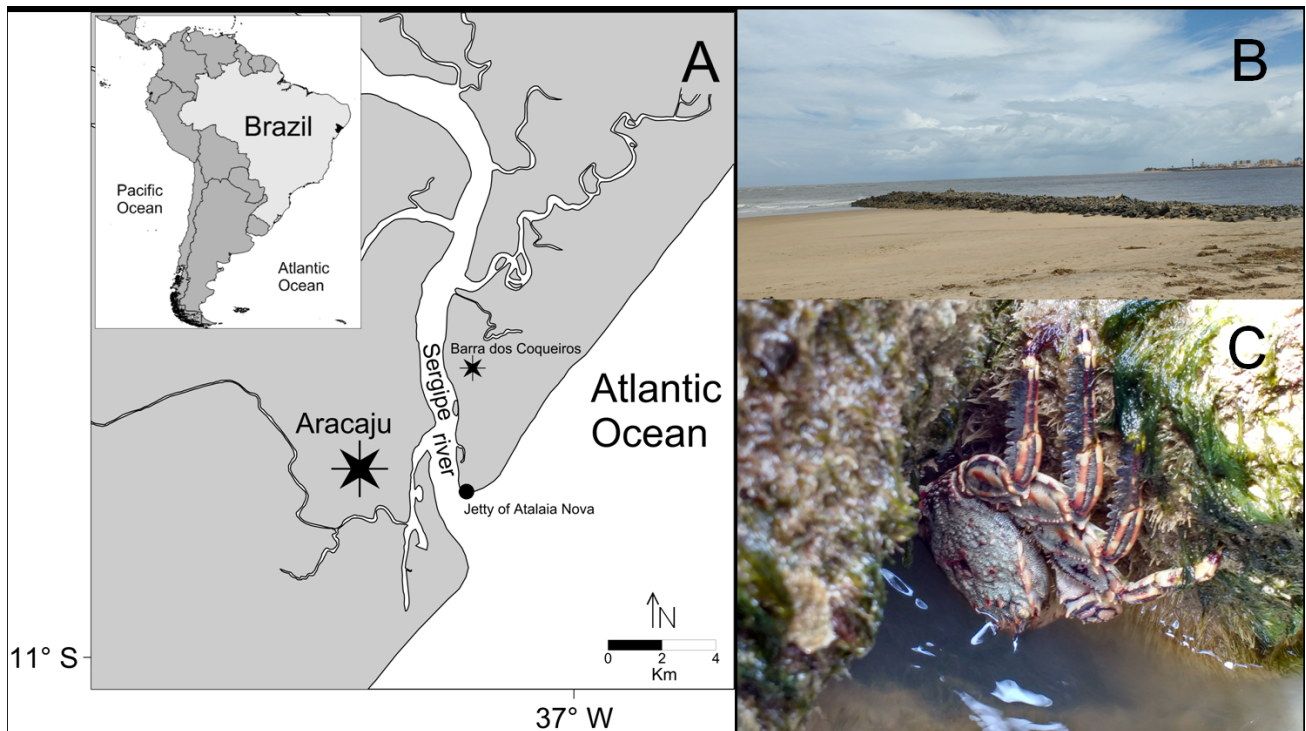 A
Brazil
Pacific
Ocean
Atlantic
Ocean
Barra dos Coqueiros
Sergipe river
Aracaju
Atlantic
Ocean
Jetty of Atalaia Nova
N
0 2 4
Km
11° S
37° W
B
C